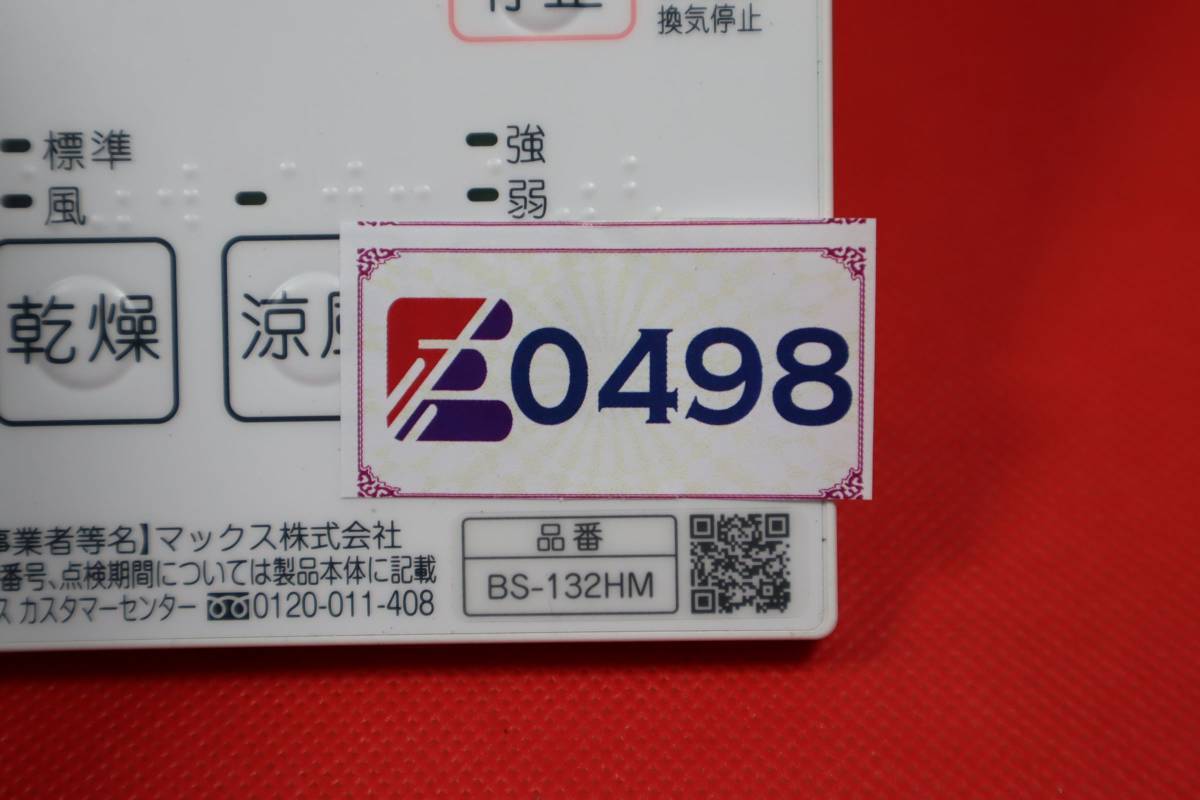 停止
換気停止
標準
強
風
弱
乾燥
涼風
0498
事業者等名】マックス株式会社
番号、点検期間については製品本体に記載
ス カスタマーセンター 0120-011-408
品番
BS-132HM